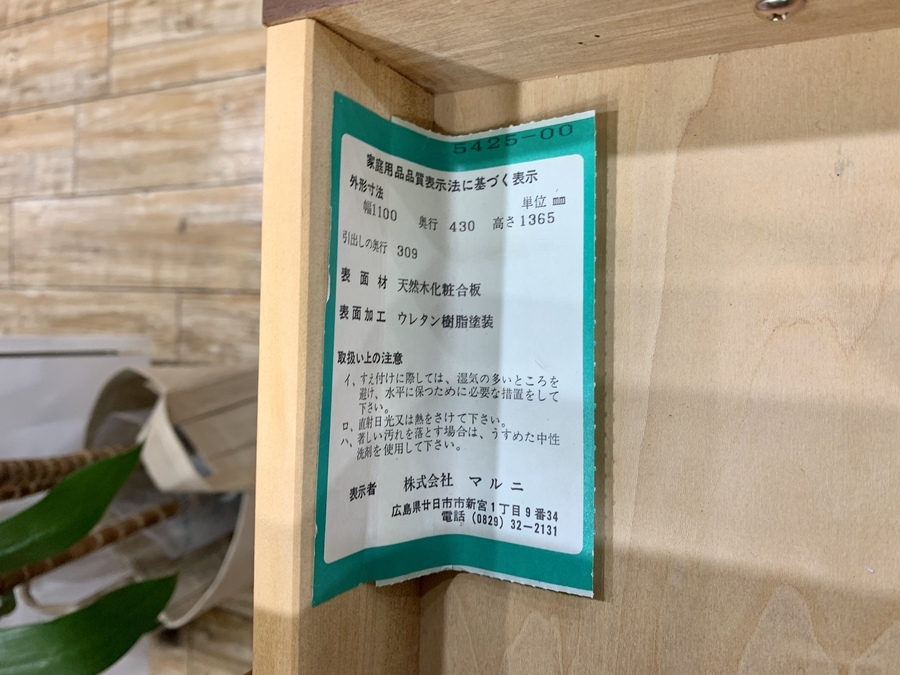 5425-00
家庭用品品質表示法に基づく表示
外形寸法 単位 ㎜
幅1100 奥行 430 高さ1365
引出しの奥行 309
表面材 天然木化粧合板
表面加工 ウレタン樹脂塗装
取扱い上の注意
イ、すえ付けに際しては、湿気の多いところを
避け、水平に保つために必要な措置をして
下さい。
ロ、直射日光又は熱をさけて下さい。
ハ、著しい汚れを落とす場合は、うすめた中性
洗剤を使用して下さい。
表示者 株式会社 マルニ
広島県廿日市市新宮1丁目9番34
電話 (0829) 32-2131